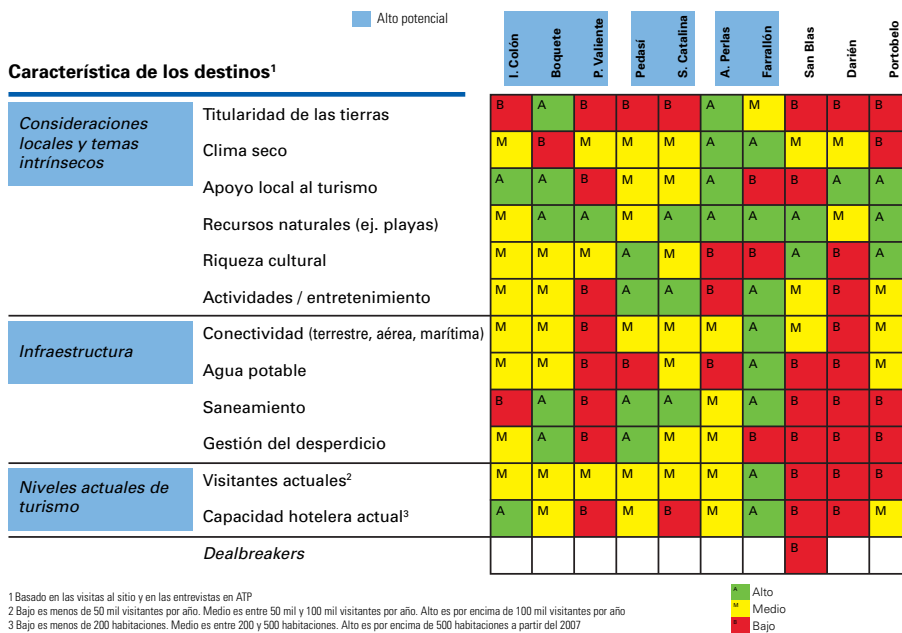 Alto potencial
Característica de los destinos¹
I. Colón
Boquete
P. Valiente
Pedasí
S. Catalina
A. Perlas
Farrallón
San Blas
Darién
Portobelo
Consideraciones
locales y temas
intrínsecos
Titularidad de las tierras B A B B B A M B B B
Clima seco M B M M M A A M M B
Apoyo local al turismo A A B M M A B B A A
Recursos naturales (ej. playas) M A A M A A A A M A
Riqueza cultural M M M A M B B A B A
Actividades / entretenimiento M M B A A B A M B M
Infraestructura
Conectividad (terrestre, aérea, marítima) M M B M M M A M B M
Agua potable M M B B M B A B B M
Saneamiento B A B A A M A B B B
Gestión del desperdicio M A B A M M B B B B
Niveles actuales de
turismo
Visitantes actuales² M M M M M M A B B B
Capacidad hotelera actual³ A M B M B M A B B M
Dealbreakers B
1 Basado en las visitas al sitio y en las entrevistas en ATP
2 Bajo es menos de 50 mil visitantes por año. Medio es entre 50 mil y 100 mil visitantes por año. Alto es por encima de 100 mil visitantes por año
3 Bajo es menos de 200 habitaciones. Medio es entre 200 y 500 habitaciones. Alto es por encima de 500 habitaciones a partir del 2007
A Alto
M Medio
B Bajo